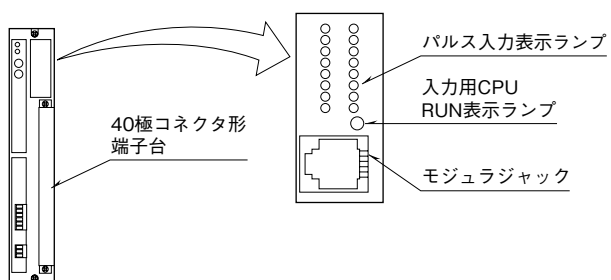 パルス入力表示ランプ
入力用CPU
RUN表示ランプ
40極コネクタ形
端子台
モジュラジャック